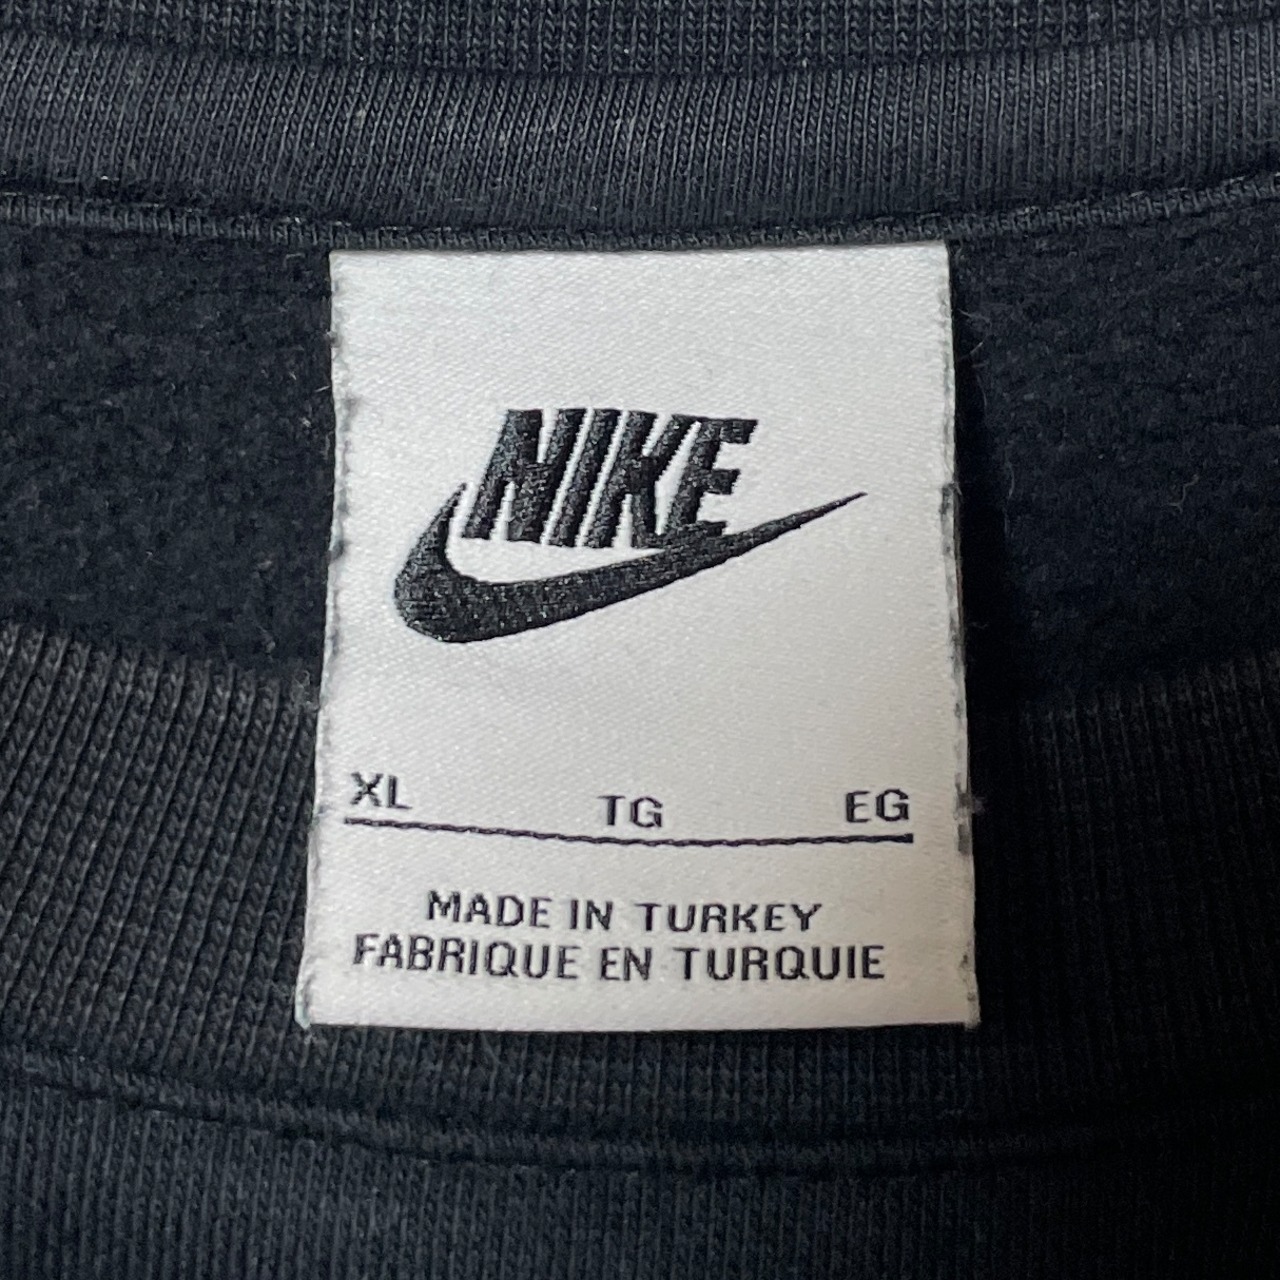 NIKE
XL TG EG
MADE IN TURKEY
FABRIQUE EN TURQUIE